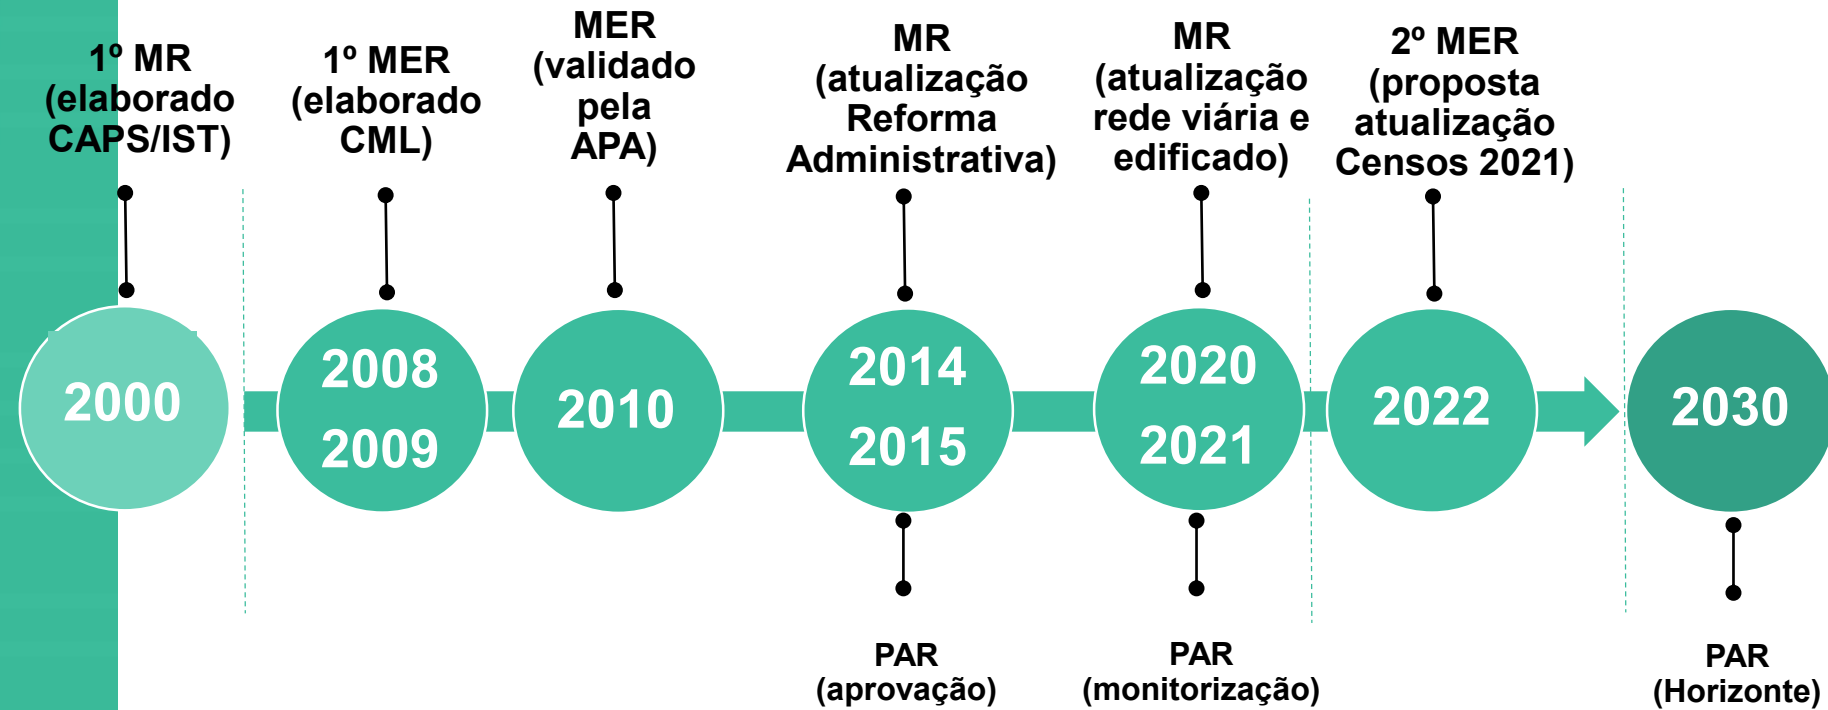 1º MR
(elaborado
CAPS/IST)
1º MER
(elaborado
CML)
MER
(validado
pela
APA)
MR
(atualização
Reforma
Administrativa)
MR
(atualização
rede viária e
edificado)
2º MER
(proposta
atualização
Censos 2021)
2000
2008
2009
2010
2014
2015
2020
2021
2022
2030
PAR
(aprovação)
PAR
(monitorização)
PAR
(Horizonte)